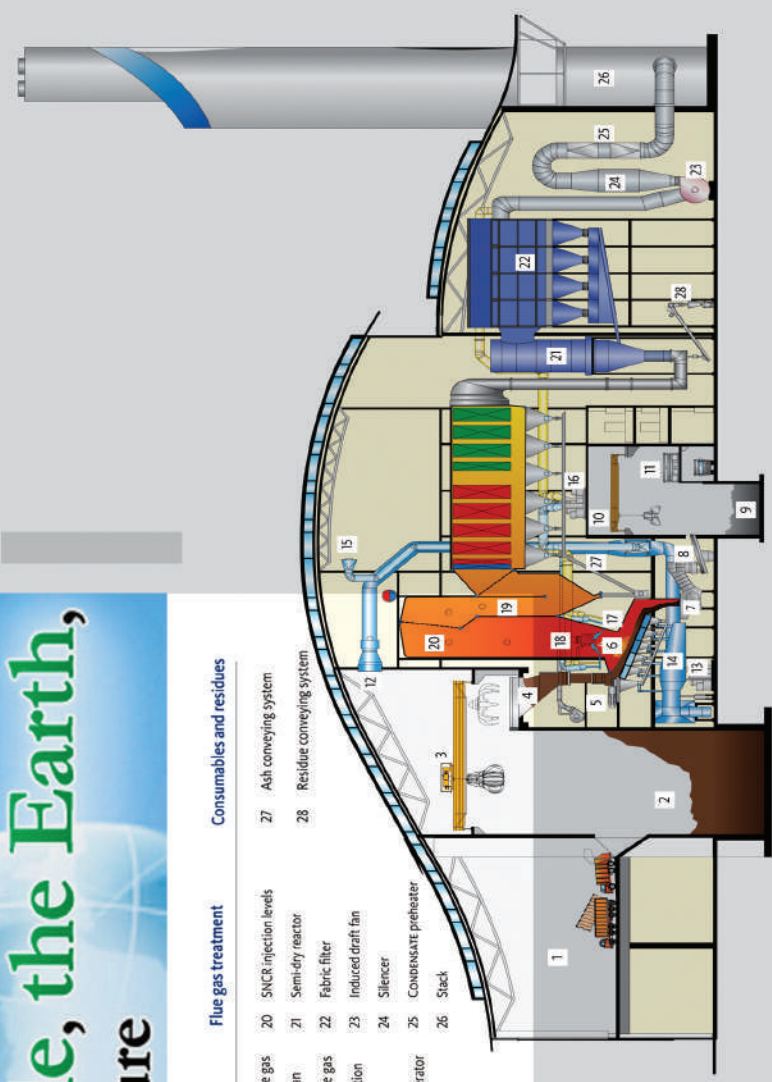 e, the Earth,
ure
e gas
an
e gas
tion
erator
Flue gas treatment
20 SNCR injection levels
21 Semi-dry reactor
22 Fabric filter
23 Induced draft fan
24 Silencer
25 CONDENSATE preheater
26 Stack
Consumables and residues
27 Ash conveying system
28 Residue conveying system
1
2
3
4
5
6
7
8
9
10
11
12
13
14
15
16
17
18
19
20
21
22
23
24
25
26
27
28